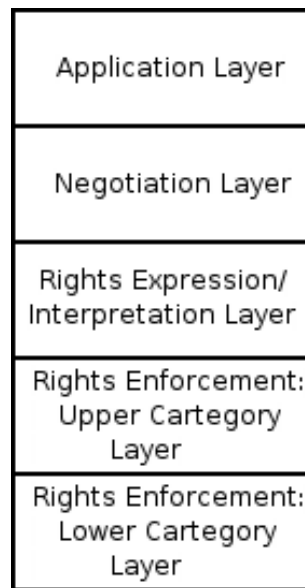 Application Layer
Negotiation Layer
Rights Expression/
Interpretation Layer
Rights Enforcement:
Upper Cartegory
Layer
Rights Enforcement:
Lower Cartegory
Layer